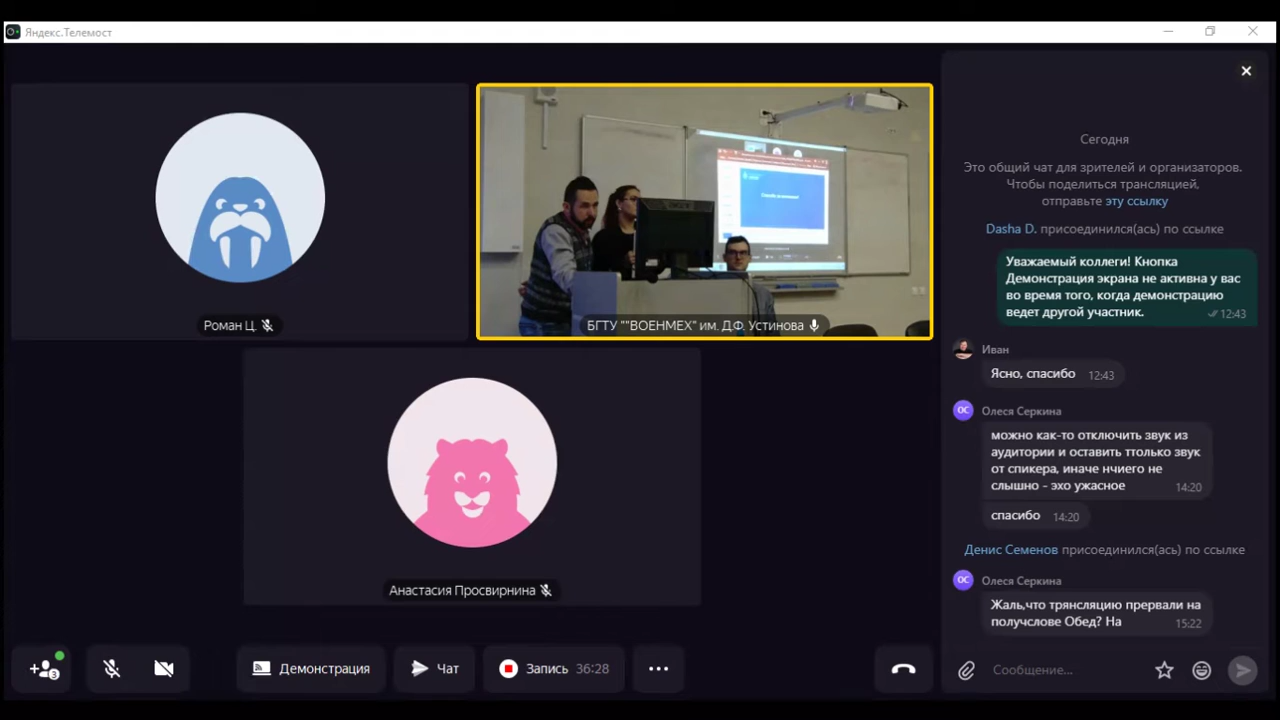 Яндекс.Телемост
Роман Ц.
БГТУ ""ВОЕНМЕХ" им. Д.Ф. Устинова
Анастасия Просвирнина
3
Демонстрация
Чат
Запись 36:28
Сегодня
Это общий чат для зрителей и организаторов.
Чтобы поделиться трансляцией,
отправьте эту ссылку
Dasha D. присоединился(ась) по ссылке
Уважаемый коллеги! Кнопка
Демонстрация экрана не активна у вас
во время того, когда демонстрацию
ведет другой участник.
12:43
Иван
Ясно, спасибо 12:43
ОС Олеся Серкина
можно как-то отключить звук из
аудитории и оставить ттолько звук
от спикера, иначе нчиего не
слышно - эхо ужасное 14:20
спасибо 14:20
Денис Семенов присоединился(ась) по ссылке
ОС Олеся Серкина
Жаль,что трянсляцию прервали на
получслове Обед? На 15:22
Сообщение...